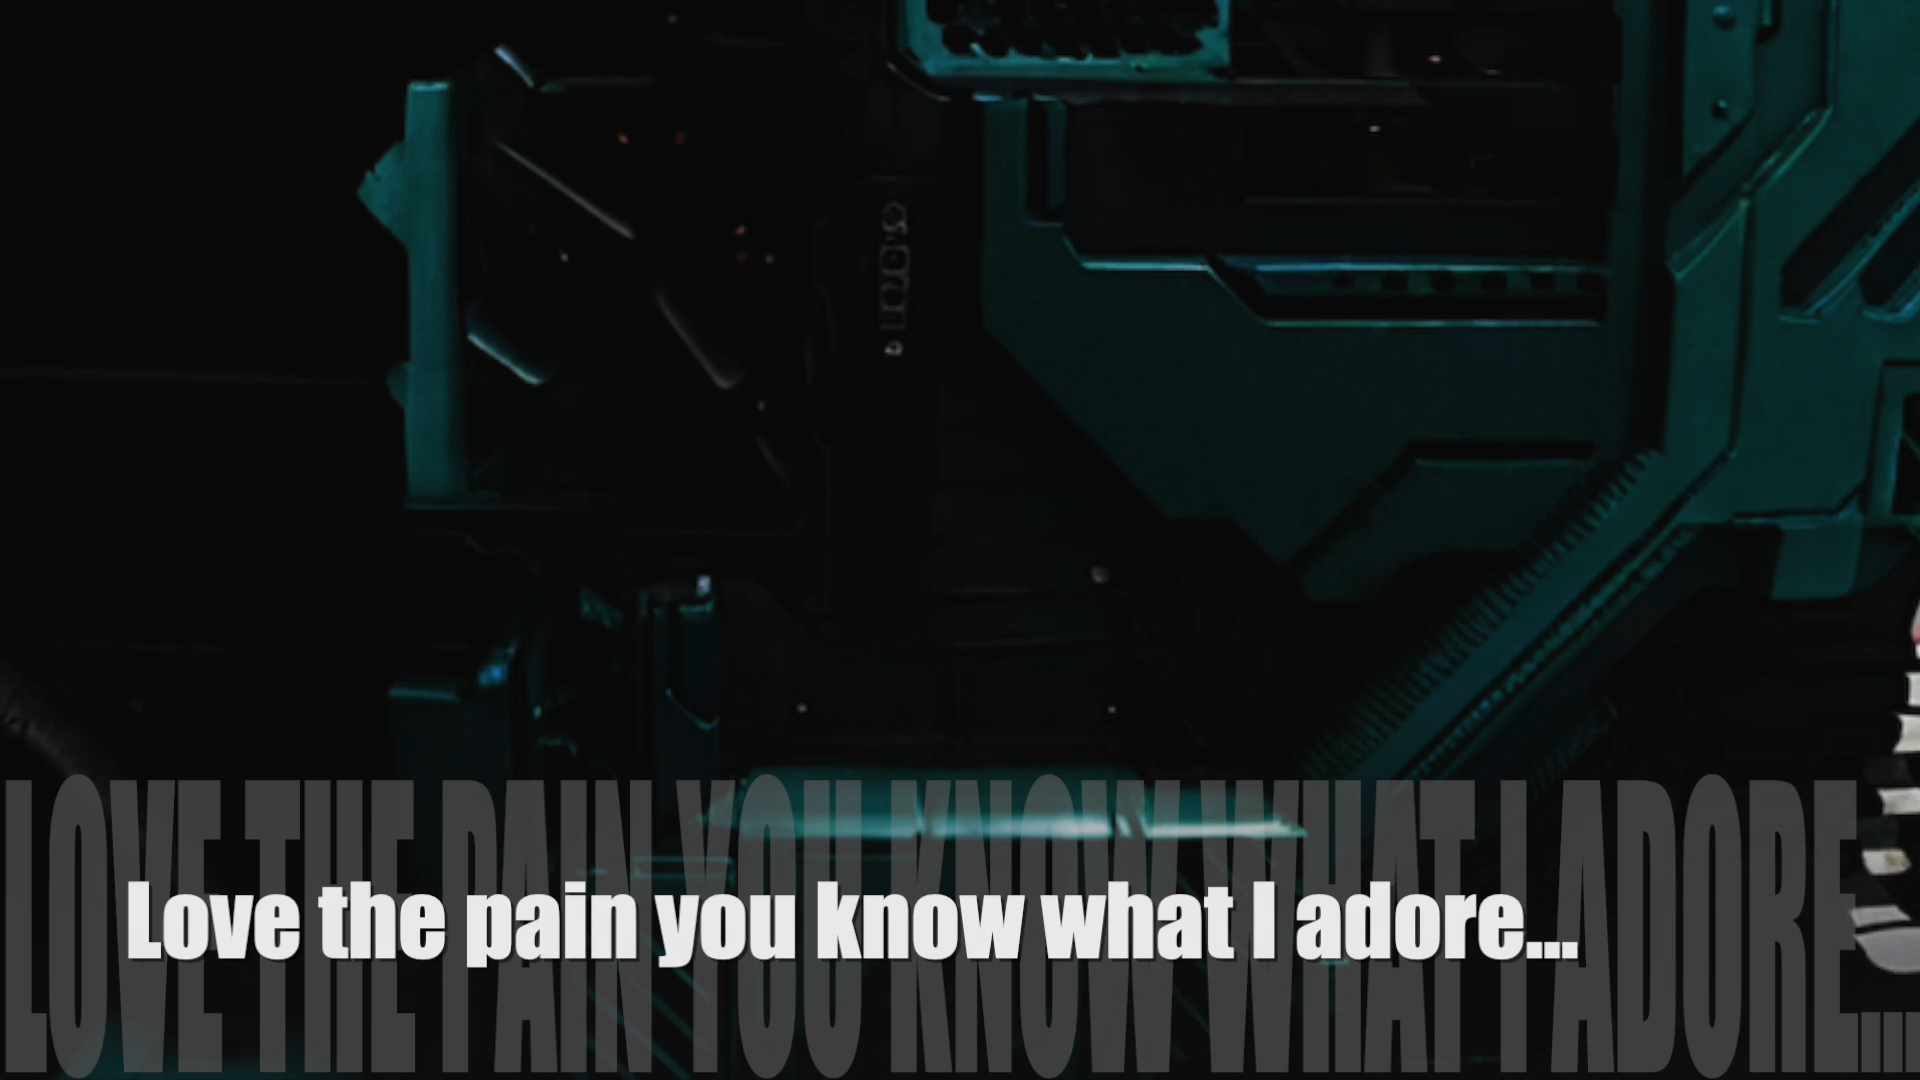 LOVE THE PAIN YOU KNOW WHAT I ADORE...
Love the pain you know what I adore...